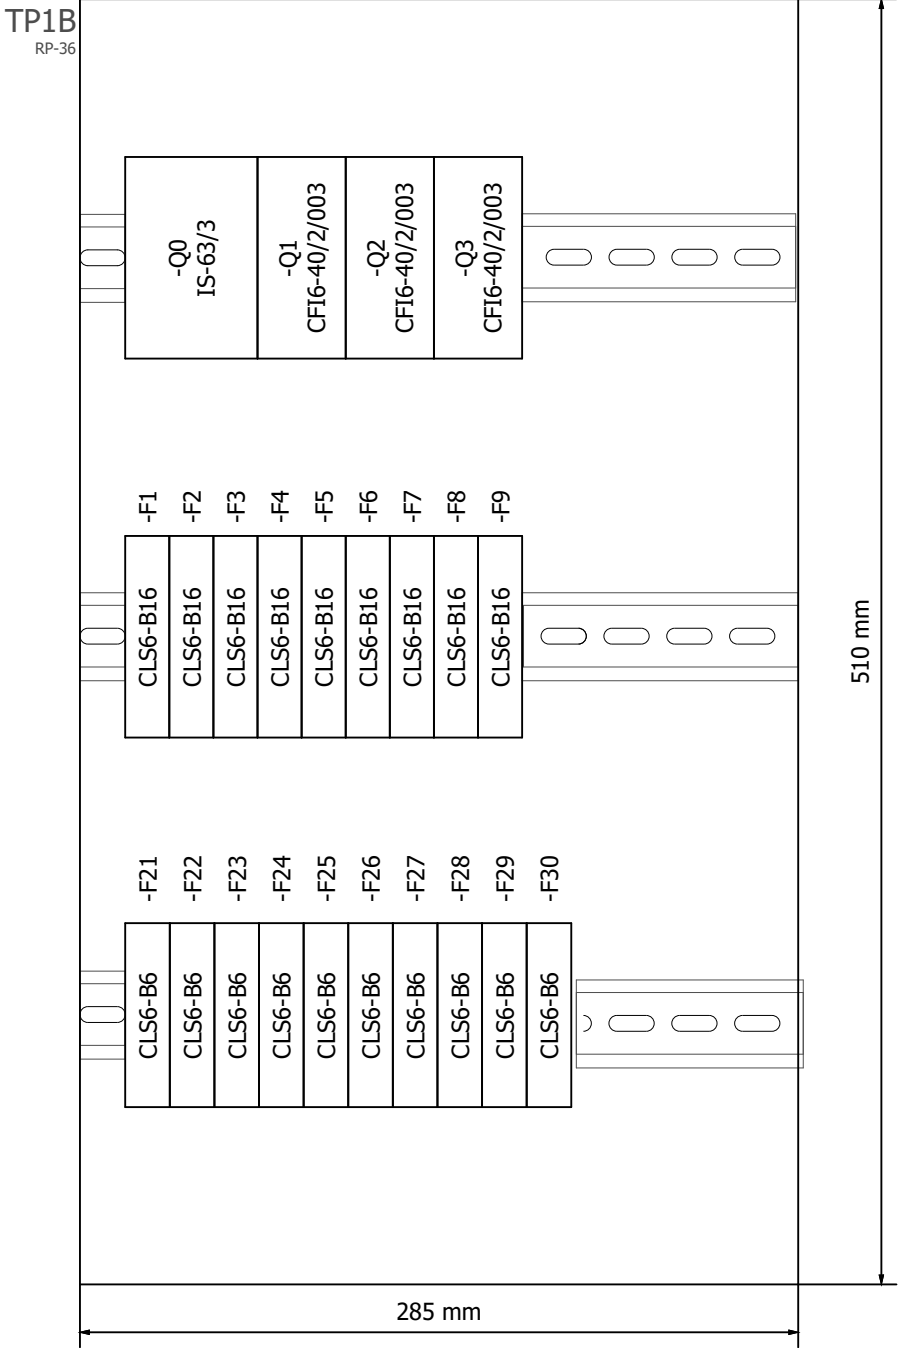 TP1B
RP-36
-Q0
IS-63/3
-Q1
CFI6-40/2/003
-Q2
CFI6-40/2/003
-Q3
CFI6-40/2/003
-F1
-F2
-F3
-F4
-F5
-F6
-F7
-F8
-F9
CLS6-B16
CLS6-B16
CLS6-B16
CLS6-B16
CLS6-B16
CLS6-B16
CLS6-B16
CLS6-B16
CLS6-B16
510 mm
-F21
-F22
-F23
-F24
-F25
-F26
-F27
-F28
-F29
-F30
CLS6-B6
CLS6-B6
CLS6-B6
CLS6-B6
CLS6-B6
CLS6-B6
CLS6-B6
CLS6-B6
CLS6-B6
CLS6-B6
285 mm